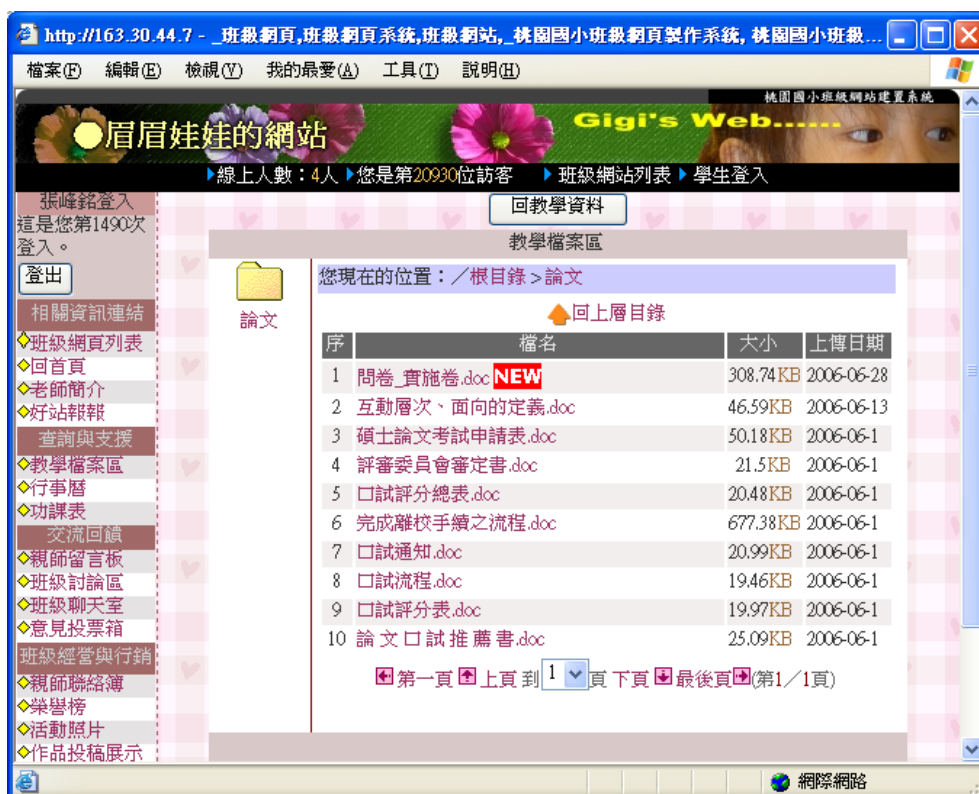 http://163.30.44.7 - _班級網頁,班級網頁系統,班級網站,_桃園國小班級網頁製作系統, 桃園國小班級...
檔案(F) 編輯(E) 檢視(V) 我的最愛(A) 工具(T) 說明(H)
桃園國小班級網站建置系統
眉眉娃娃的網站 Gigi's Web......
線上人數：4人 您是第20930位訪客 班級網站列表 學生登入
張峰銘登入
這是您第1490次
登入。
登出
相關資訊連結
班級網頁列表
回首頁
老師簡介
好站報報
查詢與支援
教學檔案區
行事曆
功課表
交流回饋
親師留言板
班級討論區
班級聊天室
意見投票箱
班級經營與行銷
親師聯絡簿
榮譽榜
活動照片
作品投稿展示
回教學資料
教學檔案區
論文
您現在的位置：／根目錄 > 論文
回上層目錄
序 檔名 大小 上傳日期
1 問卷_實施卷.doc NEW 308.74KB 2006-06-28
2 互動層次、面向的定義.doc 46.59KB 2006-06-13
3 碩士論文考試申請表.doc 50.18KB 2006-06-1
4 評審委員會審定書.doc 21.5KB 2006-06-1
5 口試評分總表.doc 20.48KB 2006-06-1
6 完成離校手續之流程.doc 677.38KB 2006-06-1
7 口試通知.doc 20.99KB 2006-06-1
8 口試流程.doc 19.46KB 2006-06-1
9 口試評分表.doc 19.97KB 2006-06-1
10 論 文 口 試 推 薦 書.doc 25.09KB 2006-06-1
第一頁 上頁 到 1 頁 下頁 最後頁 (第1／1頁)
網際網路